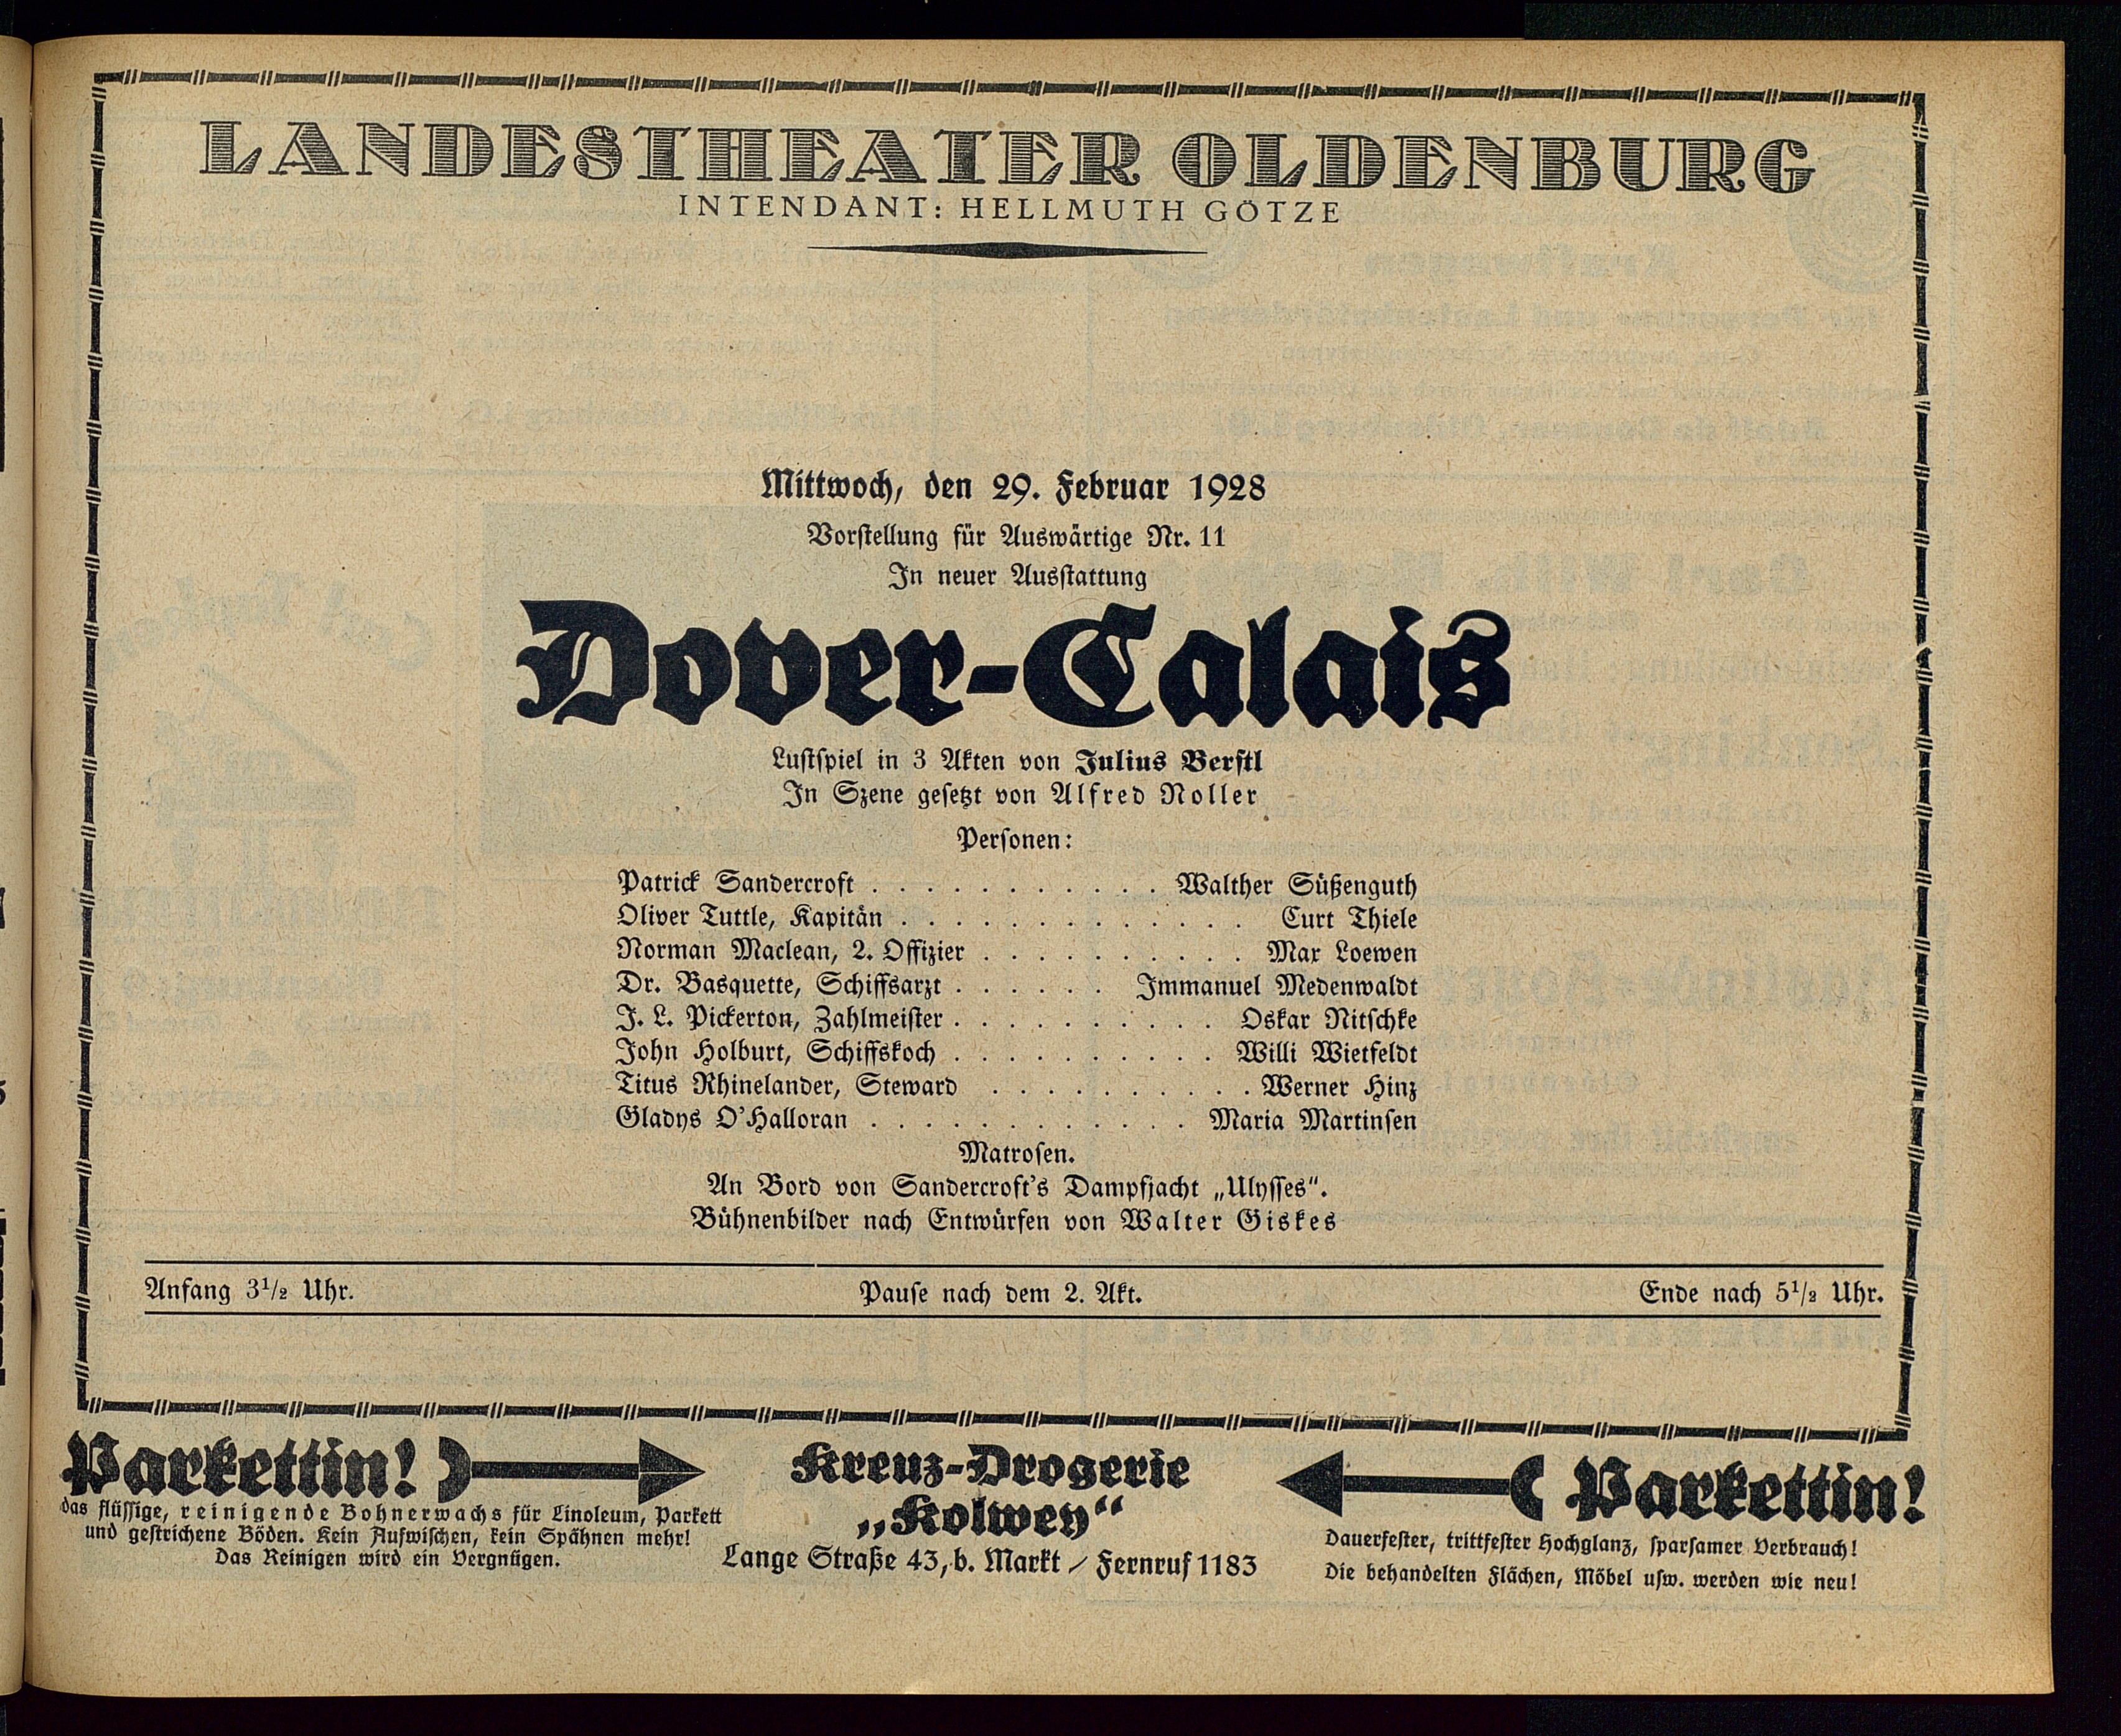 LANDESTHEATER OLDENBURG
INTENDANT: HELLMUTH GÖTZE
Mittwoch, den 29. Februar 1928
Vorstellung für Auswärtige Nr. 11
In neuer Ausstattung
Dover-Calais
Lustspiel in 3 Akten von Julius Berstl
In Szene gesetzt von Alfred Noller
Personen:
Patrick Sandercroft . . . . . . . . . . . Walther Süßenguth
Oliver Tuttle, Kapitän . . . . . . . . . . . . . Curt Thiele
Norman Maclean, 2. Offizier . . . . . . . . . . Max Loewen
Dr. Basquette, Schiffsarzt . . . . . . Immanuel Medenwaldt
J. L. Pickerton, Zahlmeister . . . . . . . . . . Oskar Nitschke
John Holburt, Schiffskoch . . . . . . . . . . Willi Wietfeldt
Titus Rhinelander, Steward . . . . . . . . . . Werner Hinz
Gladys O'Halloran . . . . . . . . . . . . Maria Martinsen
Matrosen.
An Bord von Sandercroft's Dampfjacht „Ulysses“.
Bühnenbilder nach Entwürfen von Walter Giskes
Anfang 3½ Uhr. Pause nach dem 2. Akt. Ende nach 5½ Uhr.
Parkettin!
das flüssige, reinigende Bohnerwachs für Linoleum, Parkett
und gestrichene Böden. Kein Aufwischen, kein Spähnen mehr!
Das Reinigen wird ein Vergnügen.
Kreuz-Drogerie
„Kolwey“
Lange Straße 43, b. Markt / Fernruf 1183
Parkettin!
Dauerfester, trittfester Hochglanz, sparsamer Verbrauch!
Die behandelten Flächen, Möbel usw. werden wie neu!